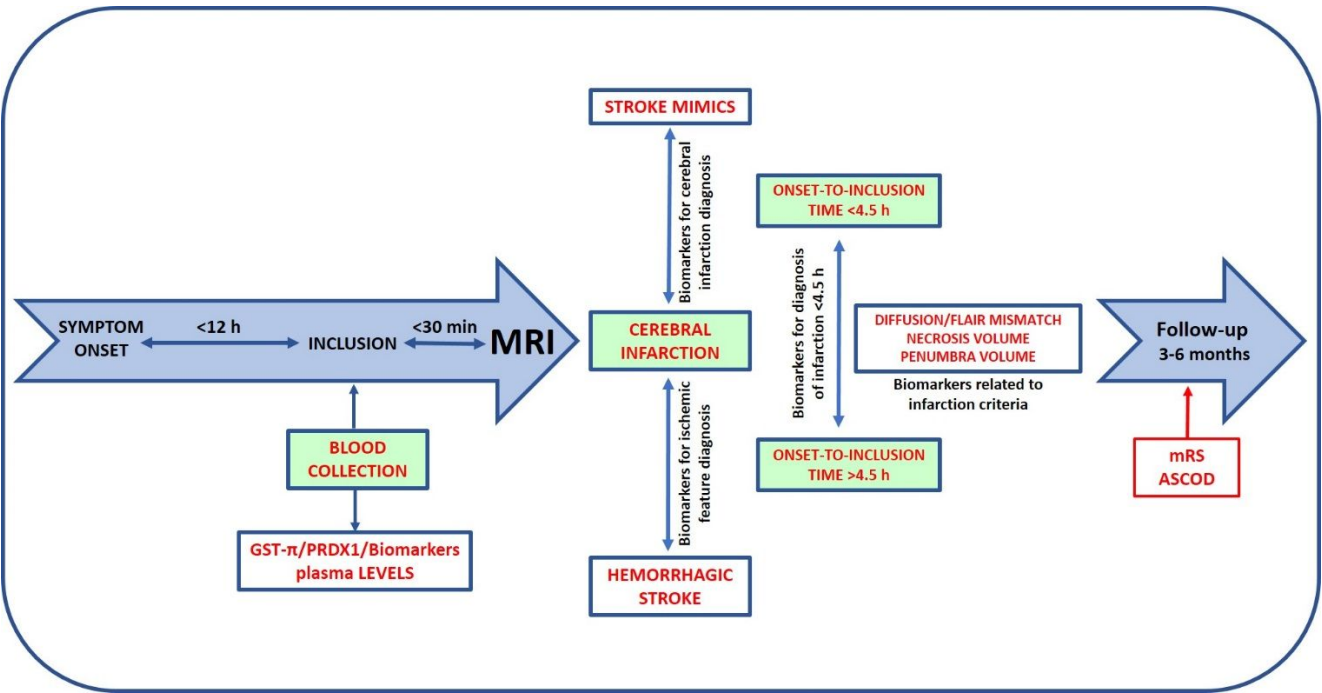 STROKE MIMICS
Biomarkers for cerebral
infarction diagnosis
ONSET-TO-INCLUSION
TIME <4.5 h
SYMPTOM
ONSET
<12 h
INCLUSION
<30 min
MRI
CEREBRAL
INFARCTION
Biomarkers for diagnosis
of infarction <4.5 h
DIFFUSION/FLAIR MISMATCH
NECROSIS VOLUME
PENUMBRA VOLUME
Biomarkers related to
infarction criteria
Follow-up
3-6 months
BLOOD
COLLECTION
Biomarkers for ischemic
feature diagnosis
ONSET-TO-INCLUSION
TIME >4.5 h
mRS
ASCOD
GST-π/PRDX1/Biomarkers
plasma LEVELS
HEMORRHAGIC
STROKE